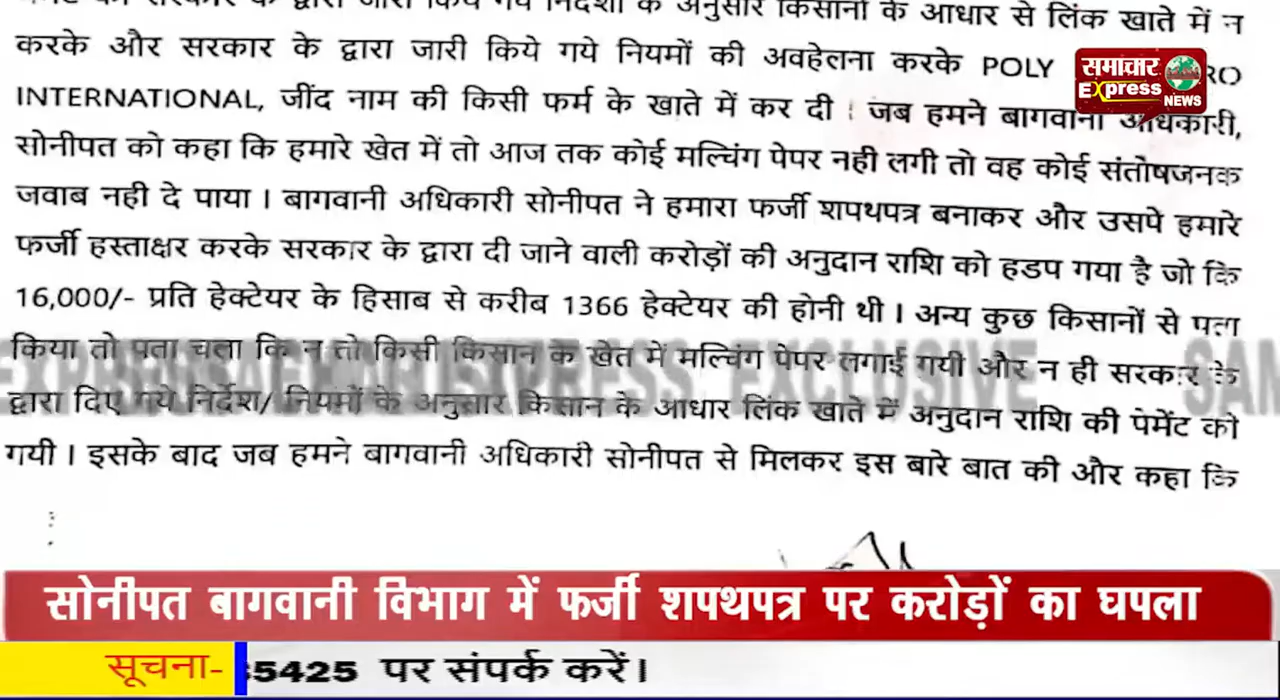 के द्वारा जारी किये गये निर्देशों के अनुसार किसानों के आधार से लिंक खाते में न
करके और सरकार के द्वारा जारी किये गये नियमों की अवहेलना करके POLY
INTERNATIONAL, जींद नाम की किसी फर्म के खाते में कर दी । जब हमने बागवानी अधिकारी,
सोनीपत को कहा कि हमारे खेत में तो आज तक कोई मल्चिंग पेपर नही लगी तो वह कोई संतोषजनक
जवाब नही दे पाया । बागवानी अधिकारी सोनीपत ने हमारा फर्जी शपथपत्र बनाकर और उसपे हमारे
फर्जी हस्ताक्षर करके सरकार के द्वारा दी जाने वाली करोड़ों की अनुदान राशि को हडप गया है जो कि
16,000/- प्रति हेक्टेयर के हिसाब से करीब 1366 हेक्टेयर की होनी थी । अन्य कुछ किसानों से पता
किया तो पता चला कि न तो किसी किसान के खेत में मल्चिंग पेपर लगाई गयी और न ही सरकार के
द्वारा दिए गये निर्देश/ नियमों के अनुसार किसान के आधार लिंक खाते में अनुदान राशि की पेमेंट की
गयी । इसके बाद जब हमने बागवानी अधिकारी सोनीपत से मिलकर इस बारे बात की और कहा कि
समाचार
Express
NEWS
EXPRESS EXCLUSIVE SAM
सोनीपत बागवानी विभाग में फर्जी शपथपत्र पर करोड़ों का घपला
सूचना- 5425 पर संपर्क करें।